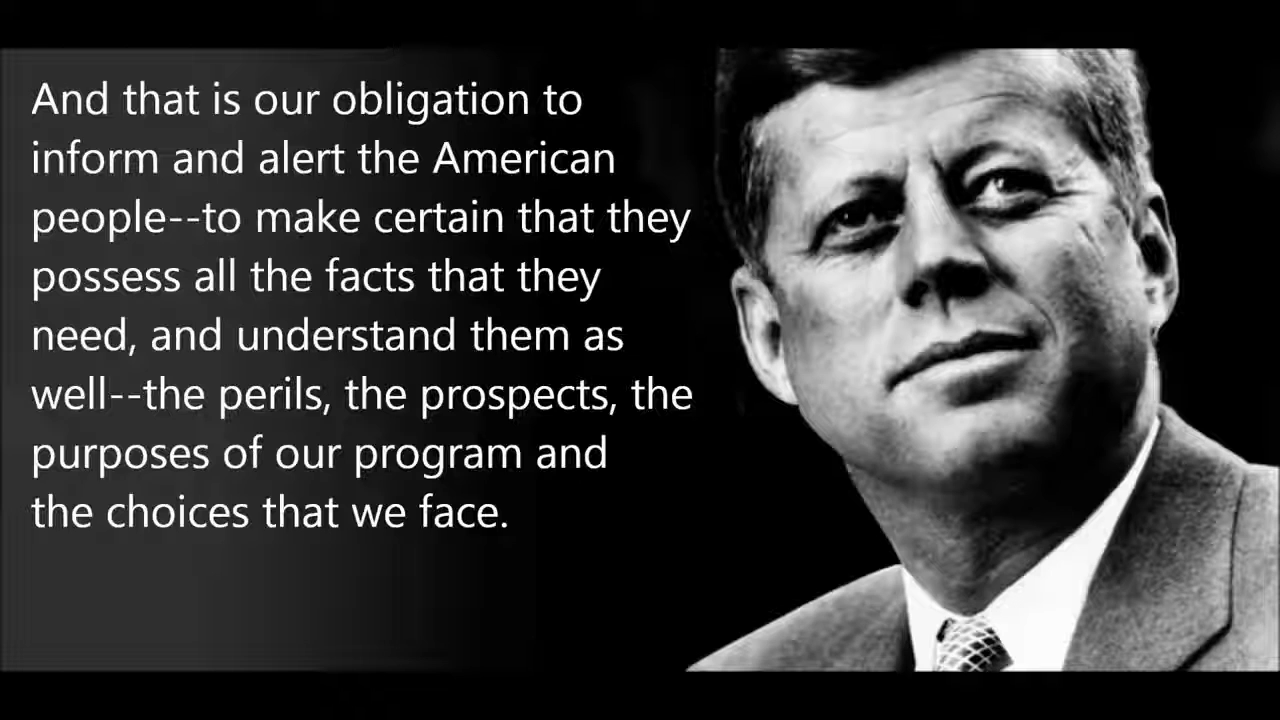 And that is our obligation to
inform and alert the American
people--to make certain that they
possess all the facts that they
need, and understand them as
well--the perils, the prospects, the
purposes of our program and
the choices that we face.